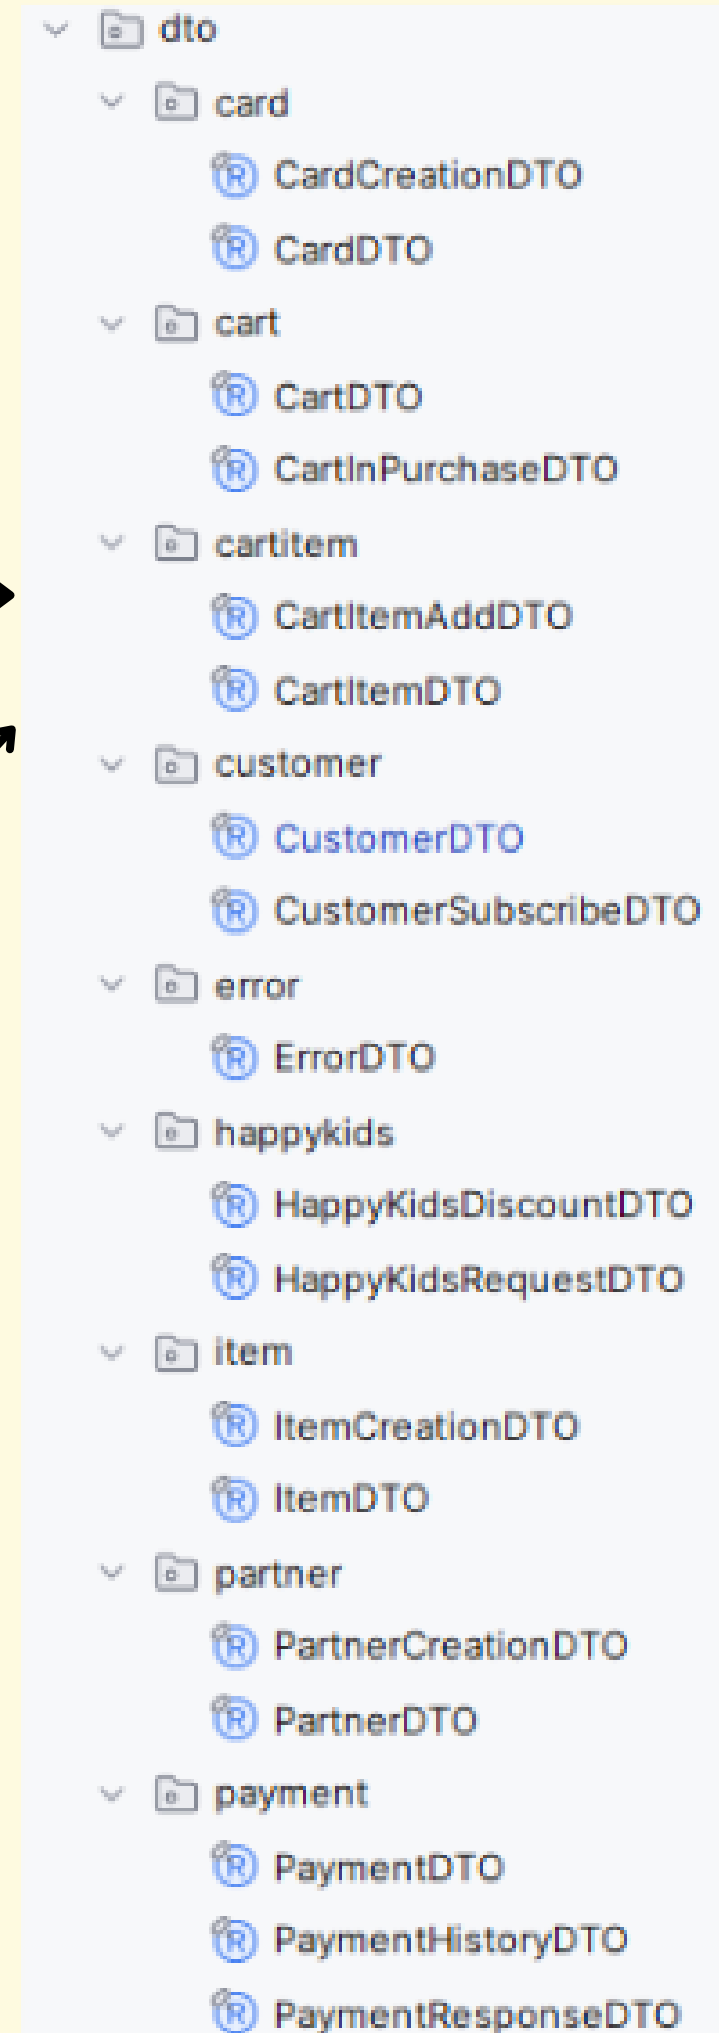 dto
card
CardCreationDTO
CardDTO
cart
CartDTO
CartInPurchaseDTO
cartitem
CartItemAddDTO
CartItemDTO
customer
CustomerDTO
CustomerSubscribeDTO
error
ErrorDTO
happykids
HappyKidsDiscountDTO
HappyKidsRequestDTO
item
ItemCreationDTO
ItemDTO
partner
PartnerCreationDTO
PartnerDTO
payment
PaymentDTO
PaymentHistoryDTO
PaymentResponseDTO